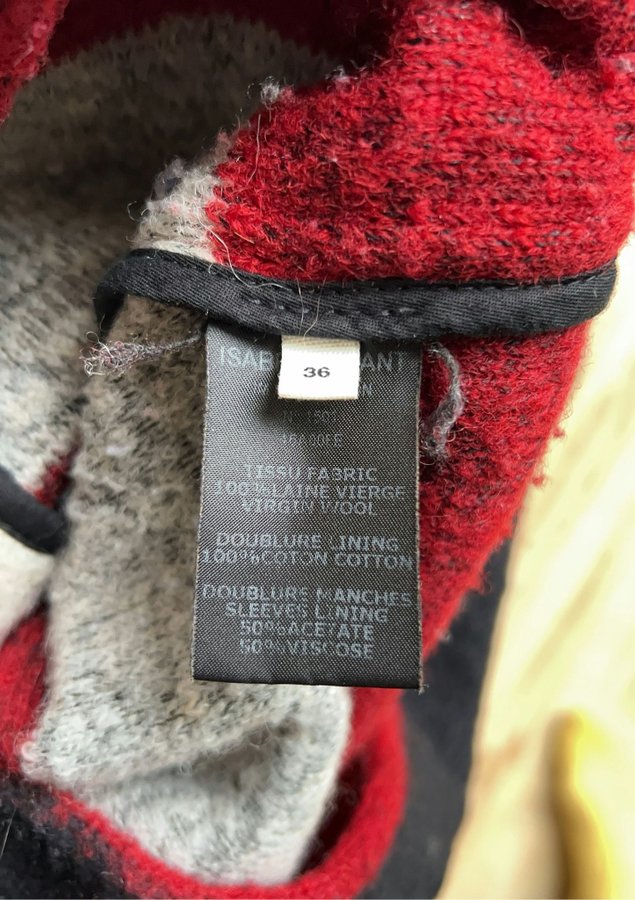 36
TISSU FABRIC
100%LAINE VIERGE
VIRGIN WOOL
DOUBLURE LINING
100%COTON COTTON
DOUBLURE MANCHES
SLEEVES LINING
50%ACETATE
50%VISCOSE